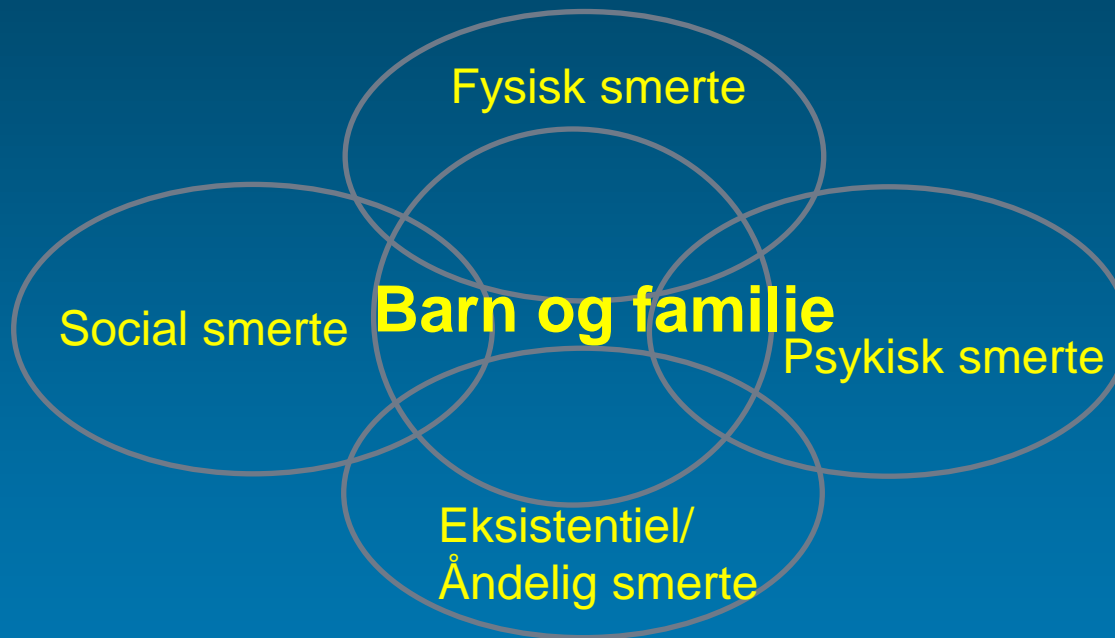 Fysisk smerte
Social smerte
Barn og familie
Psykisk smerte
Eksistentiel/
Åndelig smerte